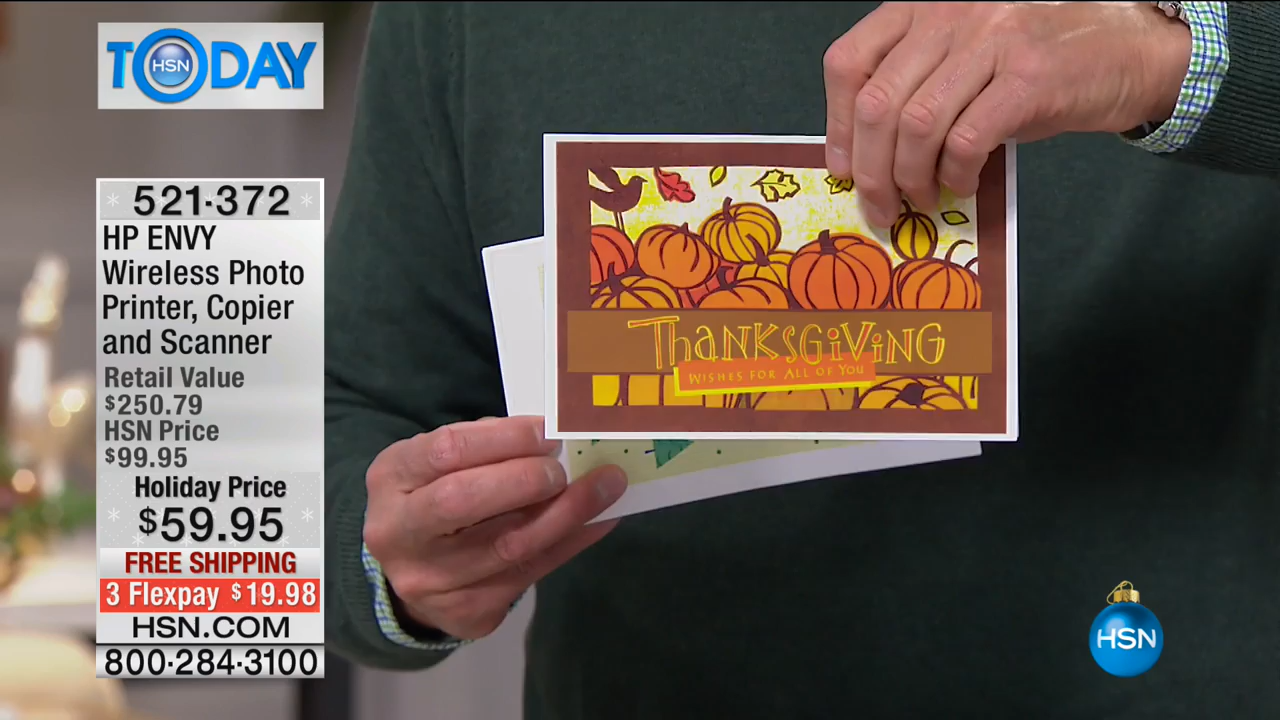 TODAY
HSN
521·372
HP ENVY
Wireless Photo
Printer, Copier
and Scanner
Retail Value
$250.79
HSN Price
$99.95
Holiday Price
$59.95
FREE SHIPPING
3 Flexpay $19.98
HSN.COM
800·284·3100
THANKSGiViNG
WISHES FOR ALL OF YOU
HSN